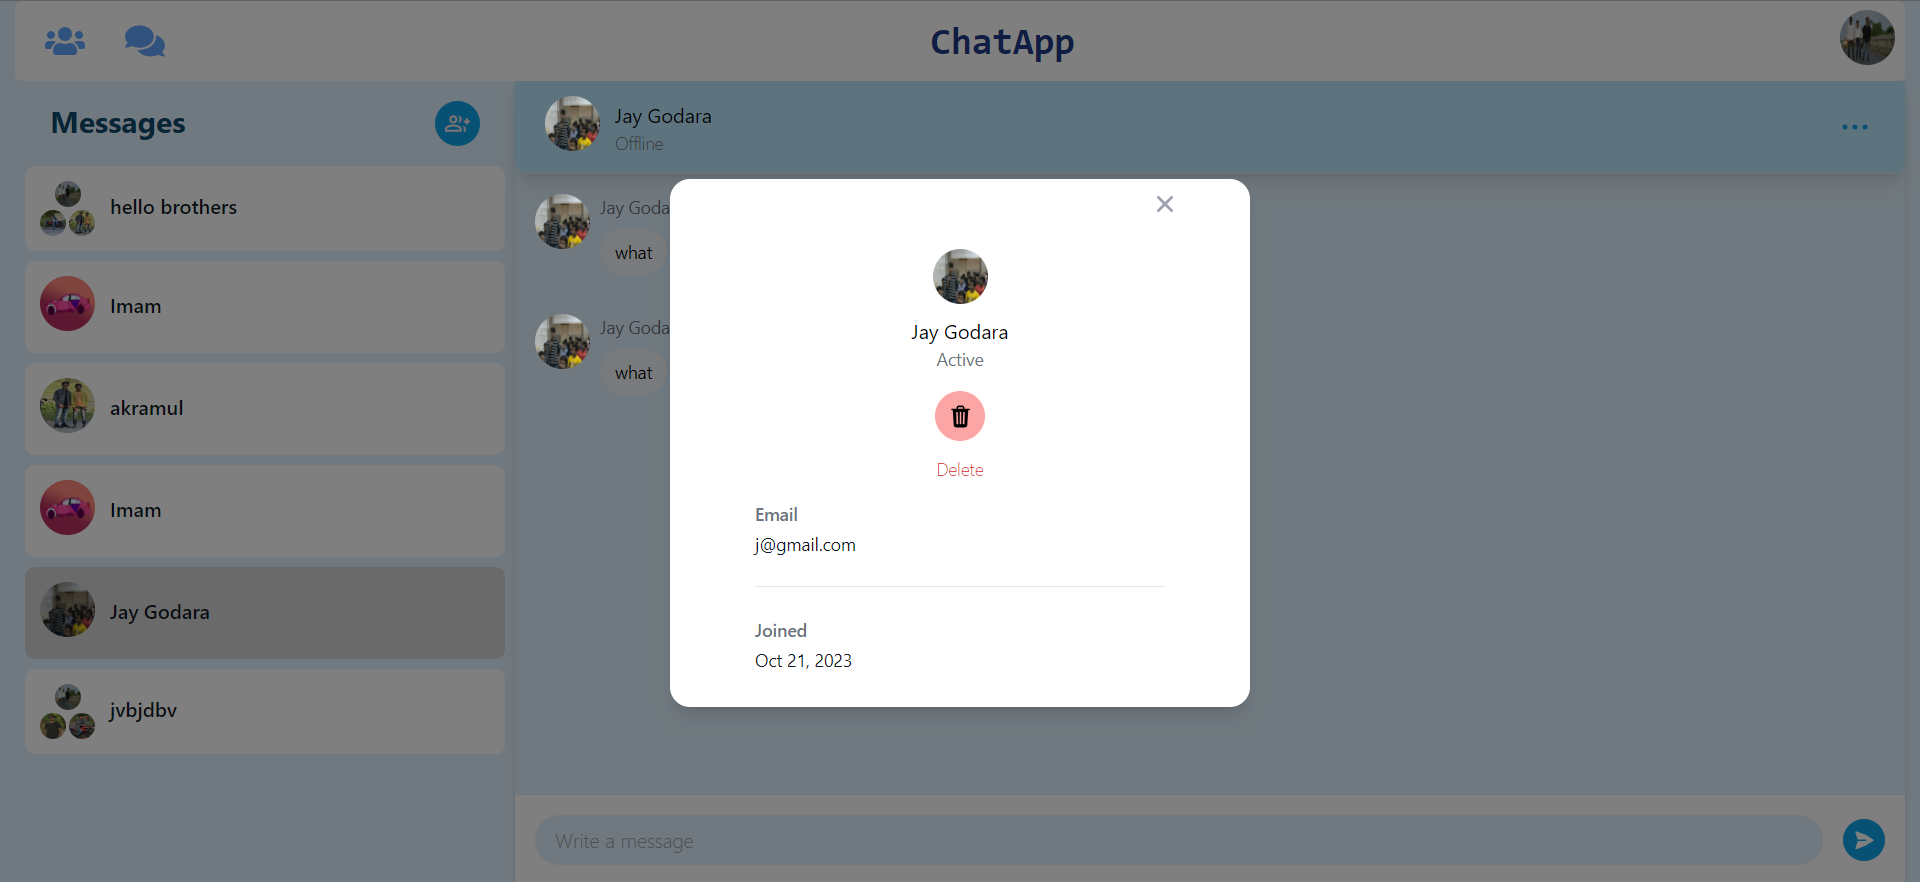 ChatApp
Messages
hello brothers
Imam
akramul
Imam
Jay Godara
jvbjdbv
Jay Godara
Offline
Jay Goda
what
Jay Goda
what
Jay Godara
Active
Delete
Email
j@gmail.com
Joined
Oct 21, 2023
Write a message